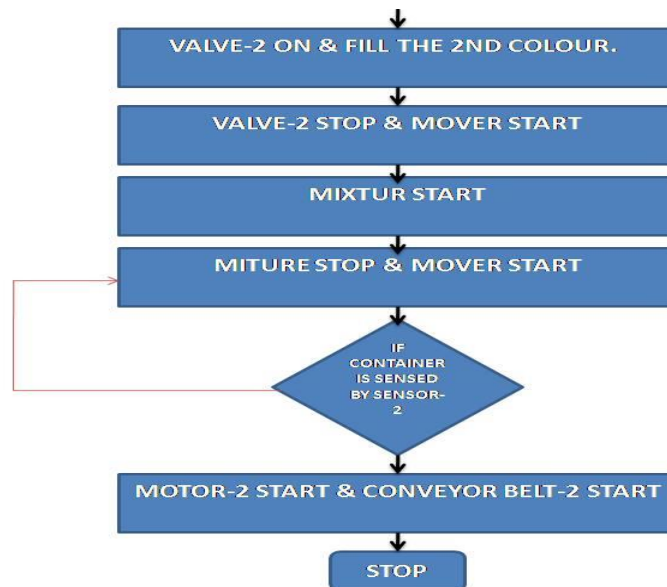 VALVE-2 ON & FILL THE 2ND COLOUR.
VALVE-2 STOP & MOVER START
MIXTUR START
MITURE STOP & MOVER START
IF
CONTAINER
IS SENSED
BY SENSOR-
2
MOTOR-2 START & CONVEYOR BELT-2 START
STOP